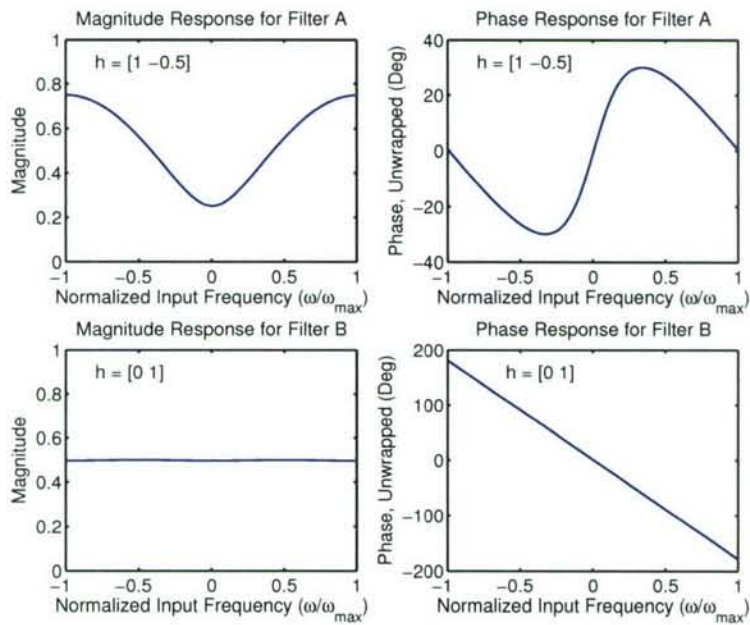 Magnitude Response for Filter A
1
0.8
0.6
0.4
0.2
0
Magnitude
h = [1 −0.5]
−1 −0.5 0 0.5 1
Normalized Input Frequency (ω/ω_max)
Phase Response for Filter A
40
20
0
−20
−40
Phase, Unwrapped (Deg)
h = [1 −0.5]
−1 −0.5 0 0.5 1
Normalized Input Frequency (ω/ω_max)
Magnitude Response for Filter B
1
0.8
0.6
0.4
0.2
0
Magnitude
h = [0 1]
−1 −0.5 0 0.5 1
Normalized Input Frequency (ω/ω_max)
Phase Response for Filter B
200
100
0
−100
−200
Phase, Unwrapped (Deg)
h = [0 1]
−1 −0.5 0 0.5 1
Normalized Input Frequency (ω/ω_max)